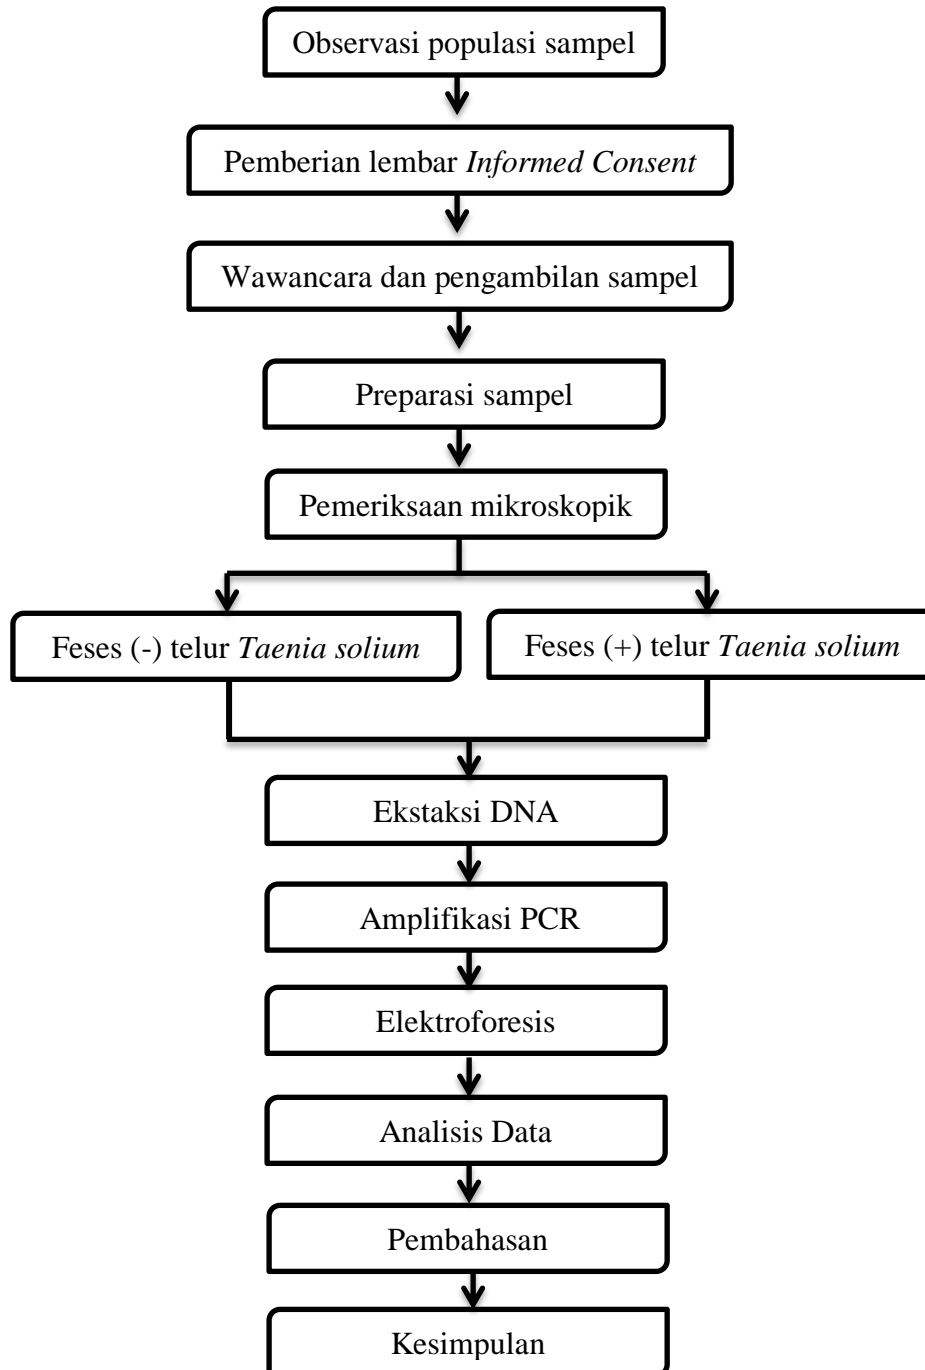 Observasi populasi sampel
Pemberian lembar Informed Consent
Wawancara dan pengambilan sampel
Preparasi sampel
Pemeriksaan mikroskopik
Feses (-) telur Taenia solium
Feses (+) telur Taenia solium
Ekstaksi DNA
Amplifikasi PCR
Elektroforesis
Analisis Data
Pembahasan
Kesimpulan